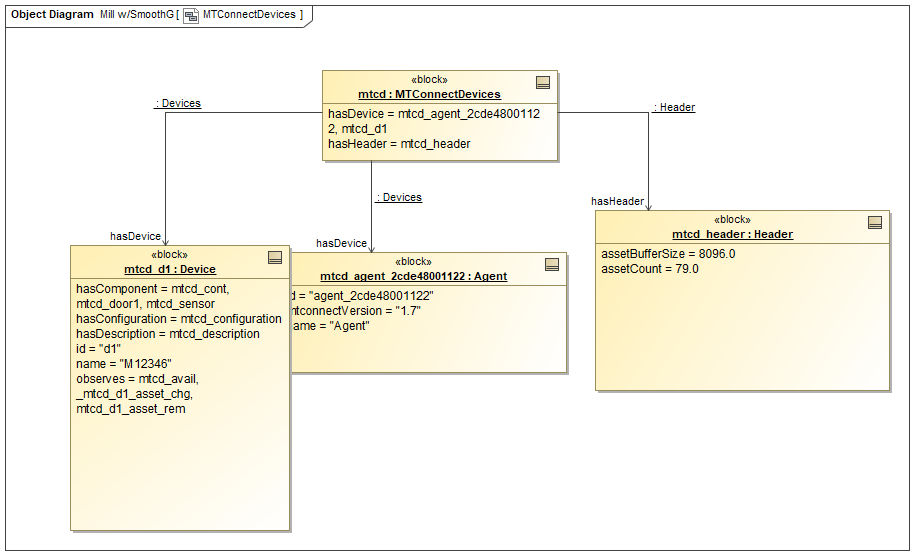 Object Diagram Mill w/SmoothG [ MTConnectDevices ]
«block»
mtcd : MTConnectDevices
hasDevice = mtcd_agent_2cde4800112
2, mtcd_d1
hasHeader = mtcd_header
: Devices
: Header
: Devices
hasDevice
hasDevice
hasHeader
«block»
mtcd_d1 : Device
hasComponent = mtcd_cont,
mtcd_door1, mtcd_sensor
hasConfiguration = mtcd_configuration
hasDescription = mtcd_description
id = "d1"
name = "M12346"
observes = mtcd_avail,
_mtcd_d1_asset_chg,
mtcd_d1_asset_rem
«block»
mtcd_agent_2cde48001122 : Agent
d = "agent_2cde48001122"
ntconnectVersion = "1.7"
ame = "Agent"
«block»
mtcd_header : Header
assetBufferSize = 8096.0
assetCount = 79.0